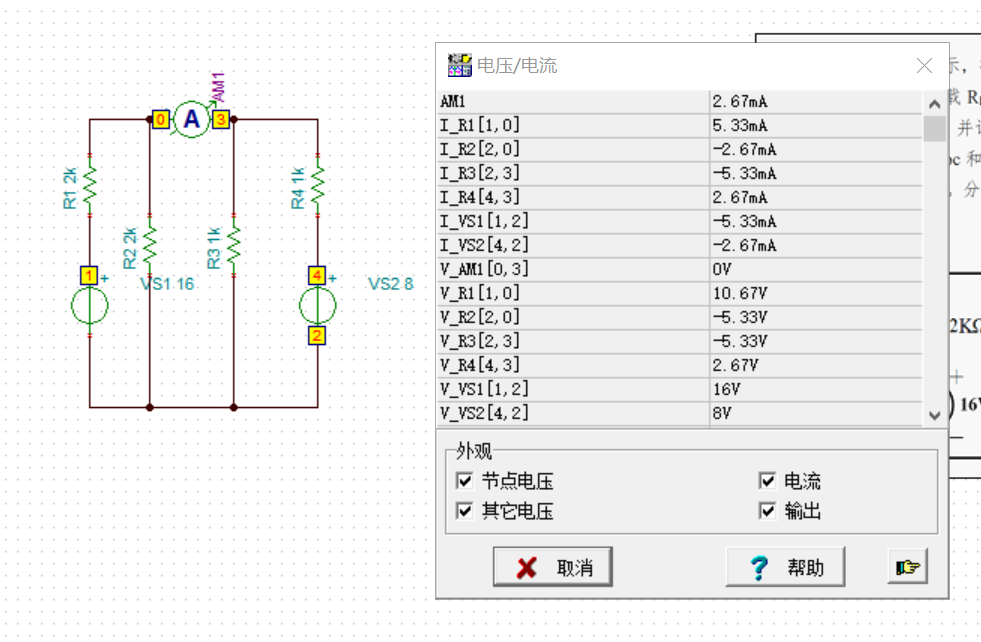 AM1
0
A
3
R1 2k
R4 1k
R2 2k
R3 1k
1
+
VS1 16
4
+
VS2 8
2
电压/电流
AM1 2.67mA
I_R1[1,0] 5.33mA
I_R2[2,0] -2.67mA
I_R3[2,3] -5.33mA
I_R4[4,3] 2.67mA
I_VS1[1,2] -5.33mA
I_VS2[4,2] -2.67mA
V_AM1[0,3] 0V
V_R1[1,0] 10.67V
V_R2[2,0] -5.33V
V_R3[2,3] -5.33V
V_R4[4,3] 2.67V
V_VS1[1,2] 16V
V_VS2[4,2] 8V
外观
节点电压 电流
其它电压 输出
取消 ? 帮助
示，
载 R
并
和
，分
2KΩ
+
16